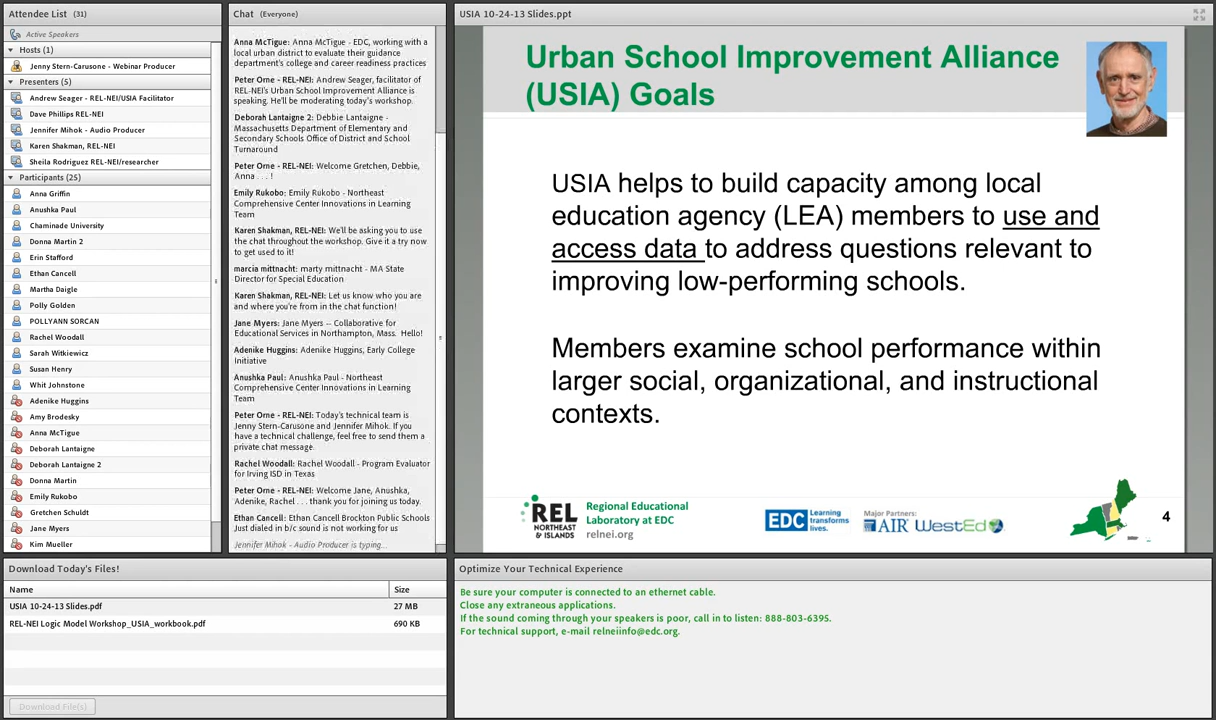 Attendee List (31)
Active Speakers
Hosts (1)
Jenny Stern-Carusone - Webinar Producer
Presenters (5)
Andrew Seager - REL-NEI/USIA Facilitator
Dave Phillips REL-NEI
Jennifer Mihok - Audio Producer
Karen Shakman, REL-NEI
Sheila Rodriguez REL-NEI/researcher
Participants (25)
Anna Griffin
Anushka Paul
Chaminade University
Donna Martin 2
Erin Stafford
Ethan Cancell
Martha Daigle
Polly Golden
POLLYANN SORCAN
Rachel Woodall
Sarah Witkiewicz
Susan Henry
Whit Johnstone
Adenike Huggins
Amy Brodesky
Anna McTigue
Deborah Lantaigne
Deborah Lantaigne 2
Donna Martin
Emily Rukobo
Gretchen Schuldt
Jane Myers
Kim Mueller
Chat (Everyone)
Anna McTigue: Anna McTigue - EDC, working with a
local urban district to evaluate their guidance
department's college and career readiness practices
Peter Orne - REL-NEI: Andrew Seager, facilitator of
REL-NEI's Urban School Improvement Alliance is
speaking. He'll be moderating today's workshop.
Deborah Lantaigne 2: Debbie Lantaigne -
Massachusetts Department of Elementary and
Secondary Schools Office of District and School
Turnaround
Peter Orne - REL-NEI: Welcome Gretchen, Debbie,
Anna . . . !
Emily Rukobo: Emily Rukobo - Northeast
Comprehensive Center Innovations in Learning
Team
Karen Shakman, REL-NEI: We'll be asking you to use
the chat throughout the workshop. Give it a try now
to get used to it!
marcia mittnacht: marty mittnacht - MA State
Director for Special Education
Karen Shakman, REL-NEI: Let us know who you are
and where you're from in the chat function!
Jane Myers: Jane Myers -- Collaborative for
Educational Services in Northampton, Mass. Hello!
Adenike Huggins: Adenike Huggins, Early College
Initiative
Anushka Paul: Anushka Paul - Northeast
Comprehensive Center Innovations in Learning
Team
Peter Orne - REL-NEI: Today's technical team is
Jenny Stern-Carusone and Jennifer Mihok. If you
have a technical challenge, feel free to send them a
private chat message.
Rachel Woodall: Rachel Woodall - Program Evaluator
for Irving ISD in Texas
Peter Orne - REL-NEI: Welcome Jane, Anushka,
Adenike, Rachel . . . thank you for joining us today.
Ethan Cancell: Ethan Cancell Brockton Public Schools
Just dialed in b/c sound is not working for us
Jennifer Mihok - Audio Producer is typing...
USIA 10-24-13 Slides.ppt
Urban School Improvement Alliance
(USIA) Goals
USIA helps to build capacity among local
education agency (LEA) members to use and
access data to address questions relevant to
improving low-performing schools.
Members examine school performance within
larger social, organizational, and instructional
contexts.
REL
NORTHEAST
& ISLANDS
Regional Educational
Laboratory at EDC
relnei.org
EDC Learning
transforms
lives.
Major Partners:
AIR WestEd
4
Download Today's Files!
Name Size
USIA 10-24-13 Slides.pdf 27 MB
REL-NEI Logic Model Workshop_USIA_workbook.pdf 690 KB
Download File(s)
Optimize Your Technical Experience
Be sure your computer is connected to an ethernet cable.
Close any extraneous applications.
If the sound coming through your speakers is poor, call in to listen: 888-803-6395.
For technical support, e-mail relneiinfo@edc.org.